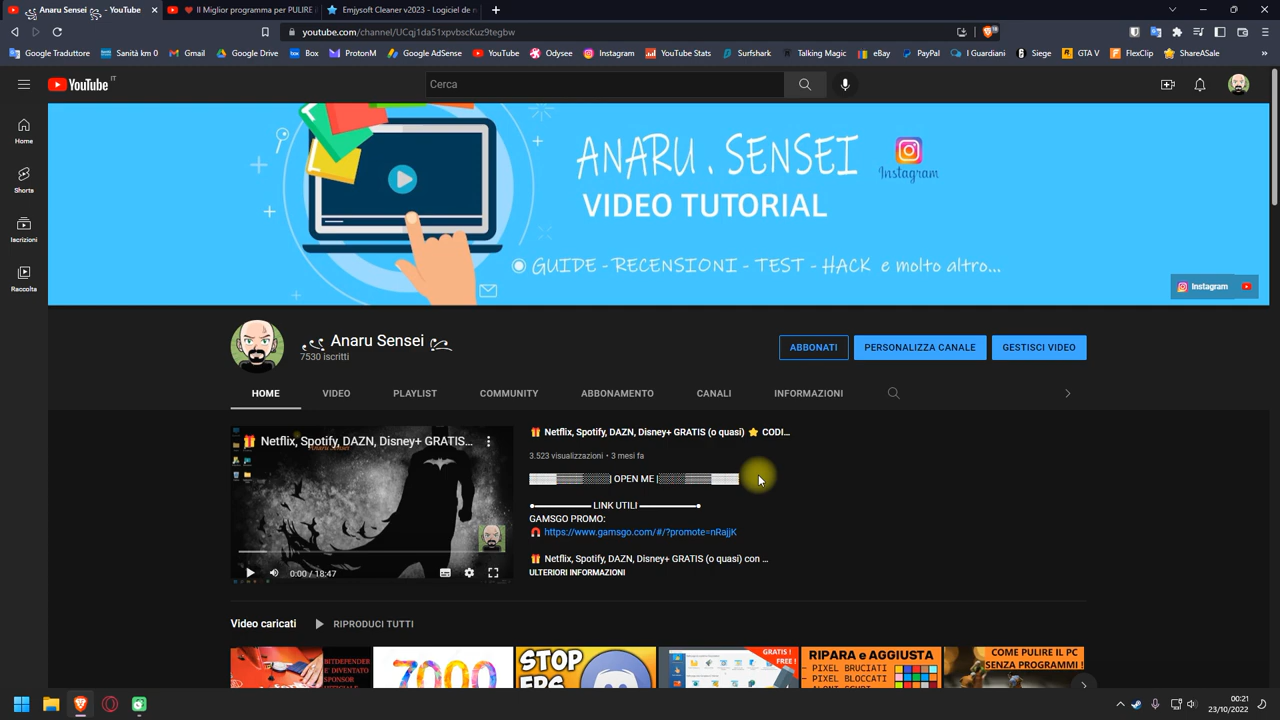 Anaru Sensei - YouTube
Il Miglior programma per PULIRE
Emjysoft Cleaner v2023 - Logiciel de
youtube.com/channel/UCqj1da51xpvbscKuz9tegbw
Google Traduttore
Sanità km 0
Gmail
Google Drive
Box
ProtonM
Google AdSense
YouTube
Odysee
Instagram
YouTube Stats
Surfshark
Talking Magic
eBay
PayPal
I Guardiani
Siege
GTA V
FlexClip
ShareASale
YouTube IT
Cerca
Home
Shorts
Iscrizioni
Raccolta
ANARU.SENSEI
VIDEO TUTORIAL
Instagram
GUIDE - RECENSIONI - TEST - HACK e molto altro...
Instagram
Anaru Sensei
7530 iscritti
ABBONATI
PERSONALIZZA CANALE
GESTISCI VIDEO
HOME
VIDEO
PLAYLIST
COMMUNITY
ABBONAMENTO
CANALI
INFORMAZIONI
Netflix, Spotify, DAZN, Disney+ GRATIS...
Anaru Sensei
0:00 / 18:47
Netflix, Spotify, DAZN, Disney+ GRATIS (o quasi) ⭐ CODI...
3.523 visualizzazioni • 3 mesi fa
| OPEN ME |
LINK UTILI
GAMSGO PROMO:
https://www.gamsgo.com/#/?promote=nRajjK
Netflix, Spotify, DAZN, Disney+ GRATIS (o quasi) con ...
ULTERIORI INFORMAZIONI
Video caricati
RIPRODUCI TUTTI
BITDEFENDER
E' DIVENTATO
SPONSOR
7000
STOP
GRATIS !
FREE !
RIPARA e AGGIUSTA
- PIXEL BRUCIATI
- PIXEL BLOCCATI
COME PULIRE IL PC
SENZA PROGRAMMI !
00:21
23/10/2022